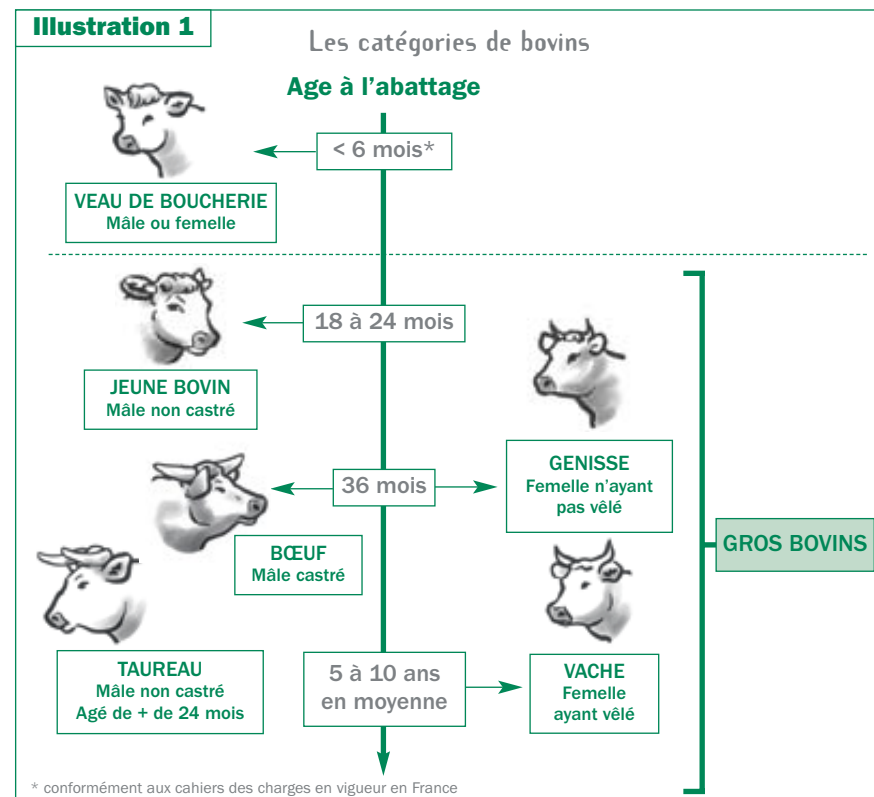 Illustration 1
Les catégories de bovins
Age à l'abattage
< 6 mois*
VEAU DE BOUCHERIE
Mâle ou femelle
18 à 24 mois
JEUNE BOVIN
Mâle non castré
36 mois
GENISSE
Femelle n'ayant
pas vêlé
BŒUF
Mâle castré
GROS BOVINS
TAUREAU
Mâle non castré
Agé de + de 24 mois
5 à 10 ans
en moyenne
VACHE
Femelle
ayant vêlé
* conformément aux cahiers des charges en vigueur en France